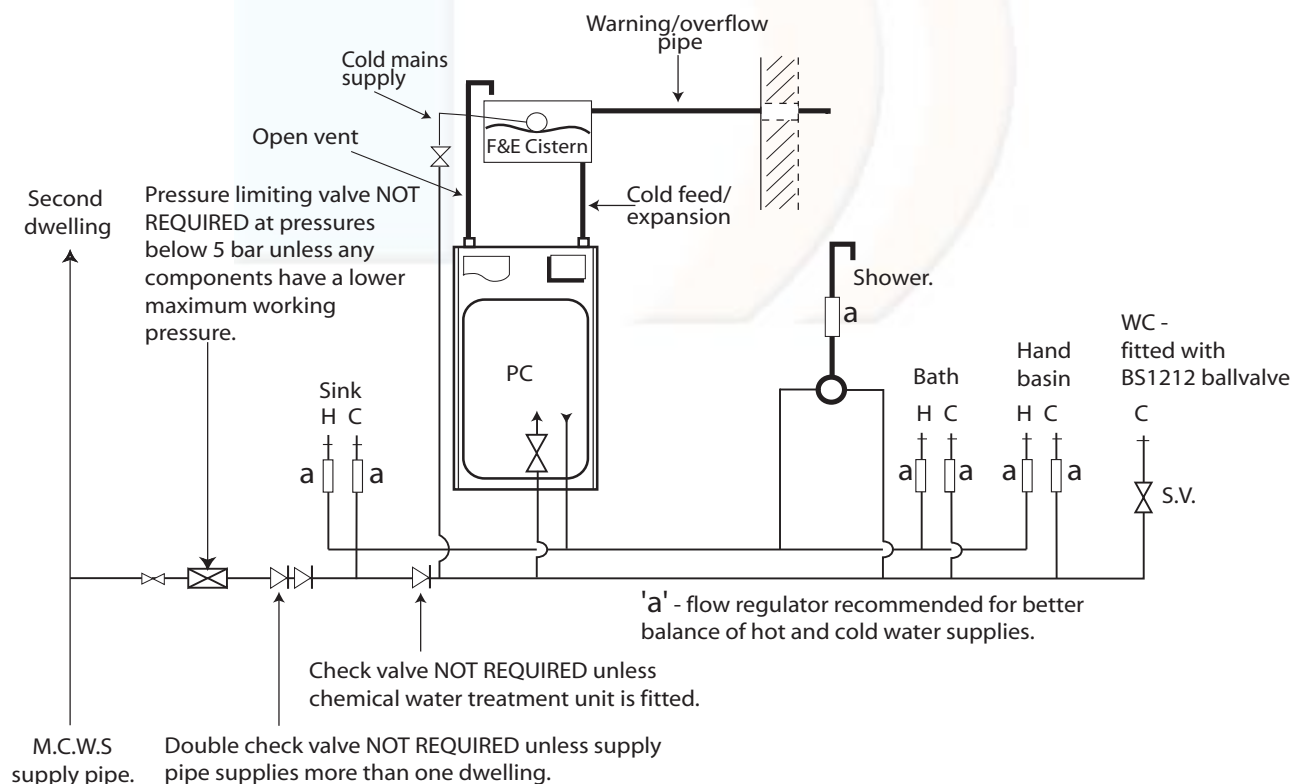 Warning/overflow
pipe
Cold mains
supply
Open vent
F&E Cistern
Second
dwelling
Pressure limiting valve NOT
REQUIRED at pressures
below 5 bar unless any
components have a lower
maximum working
pressure.
Cold feed/
expansion
Shower.
a
PC
Sink
H C
a a
Bath
H C
a a
Hand
basin
H C
a a
WC -
fitted with
BS1212 ballvalve
C
S.V.
'a' - flow regulator recommended for better
balance of hot and cold water supplies.
Check valve NOT REQUIRED unless
chemical water treatment unit is fitted.
M.C.W.S
supply pipe.
Double check valve NOT REQUIRED unless supply
pipe supplies more than one dwelling.